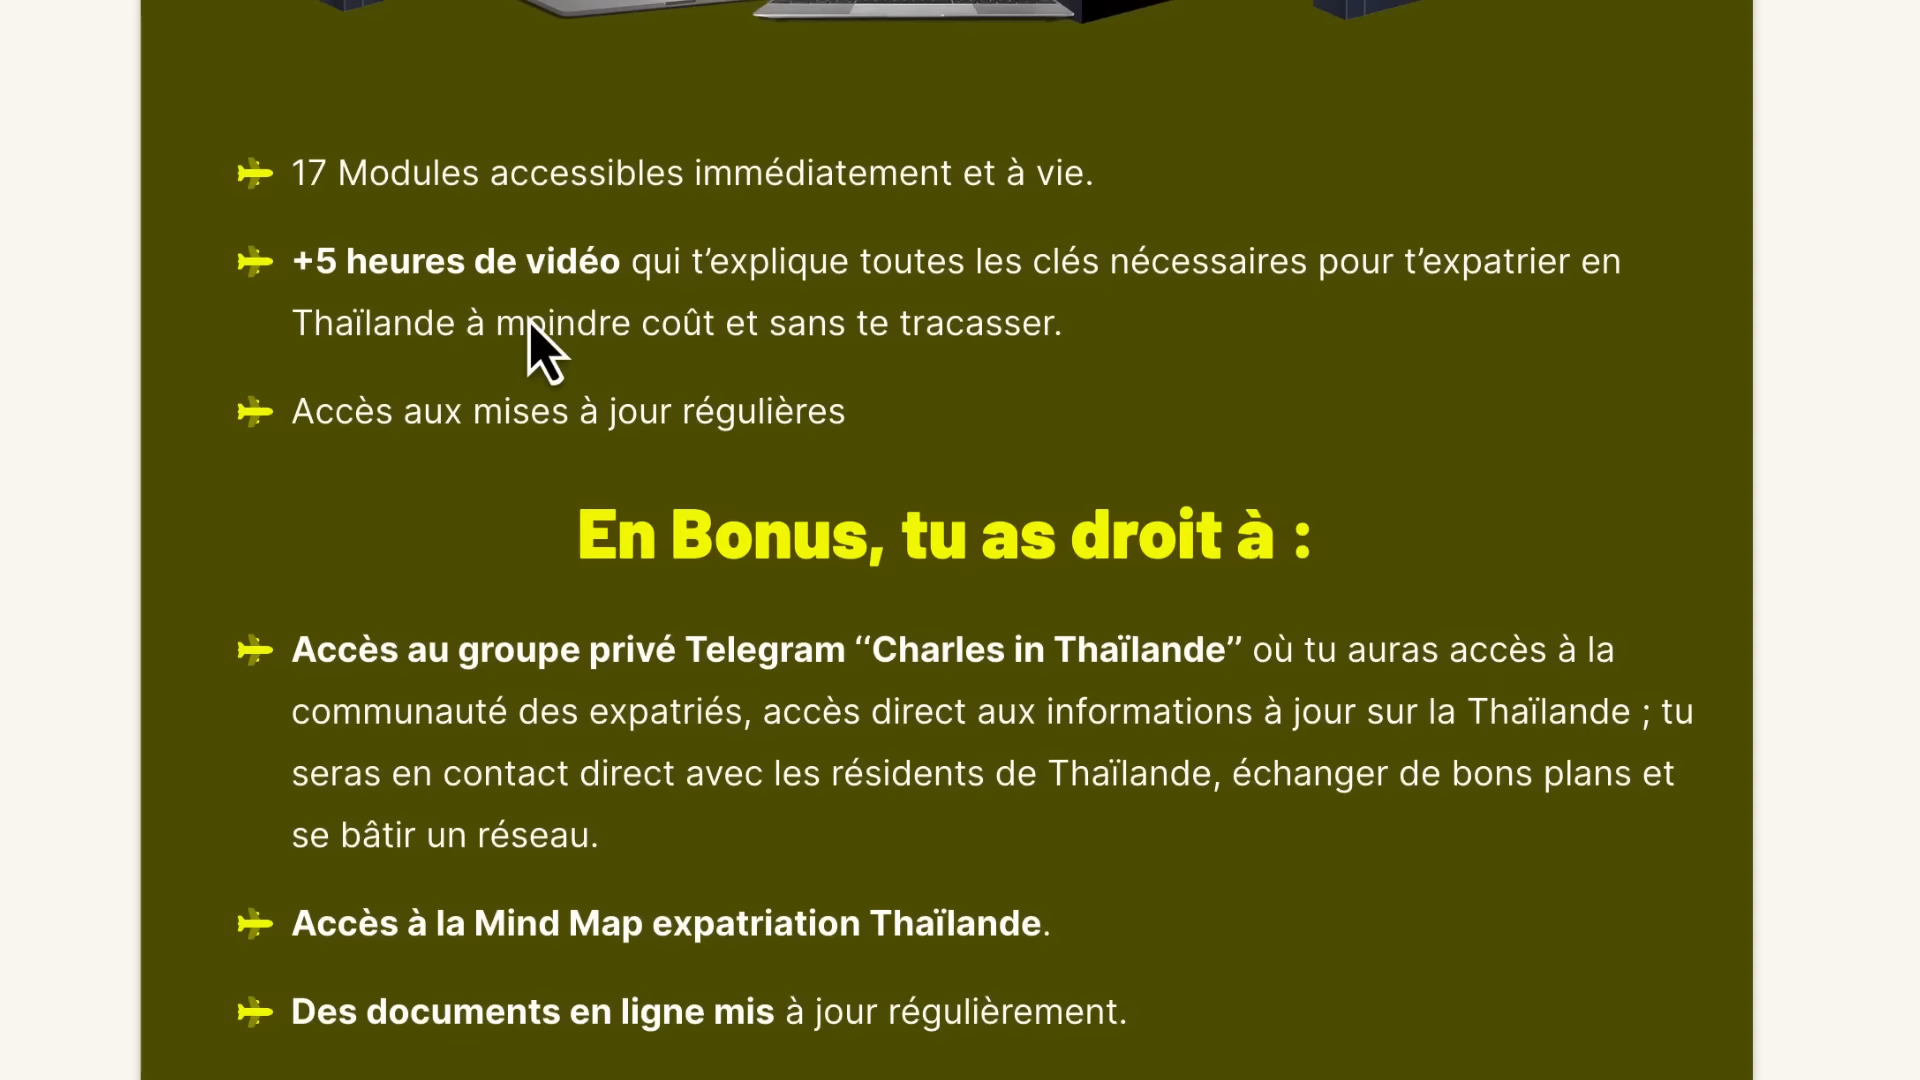 17 Modules accessibles immédiatement et à vie.
+5 heures de vidéo qui t’explique toutes les clés nécessaires pour t’expatrier en
Thaïlande à moindre coût et sans te tracasser.
Accès aux mises à jour régulières
En Bonus, tu as droit à :
Accès au groupe privé Telegram “Charles in Thaïlande” où tu auras accès à la
communauté des expatriés, accès direct aux informations à jour sur la Thaïlande ; tu
seras en contact direct avec les résidents de Thaïlande, échanger de bons plans et
se bâtir un réseau.
Accès à la Mind Map expatriation Thaïlande.
Des documents en ligne mis à jour régulièrement.